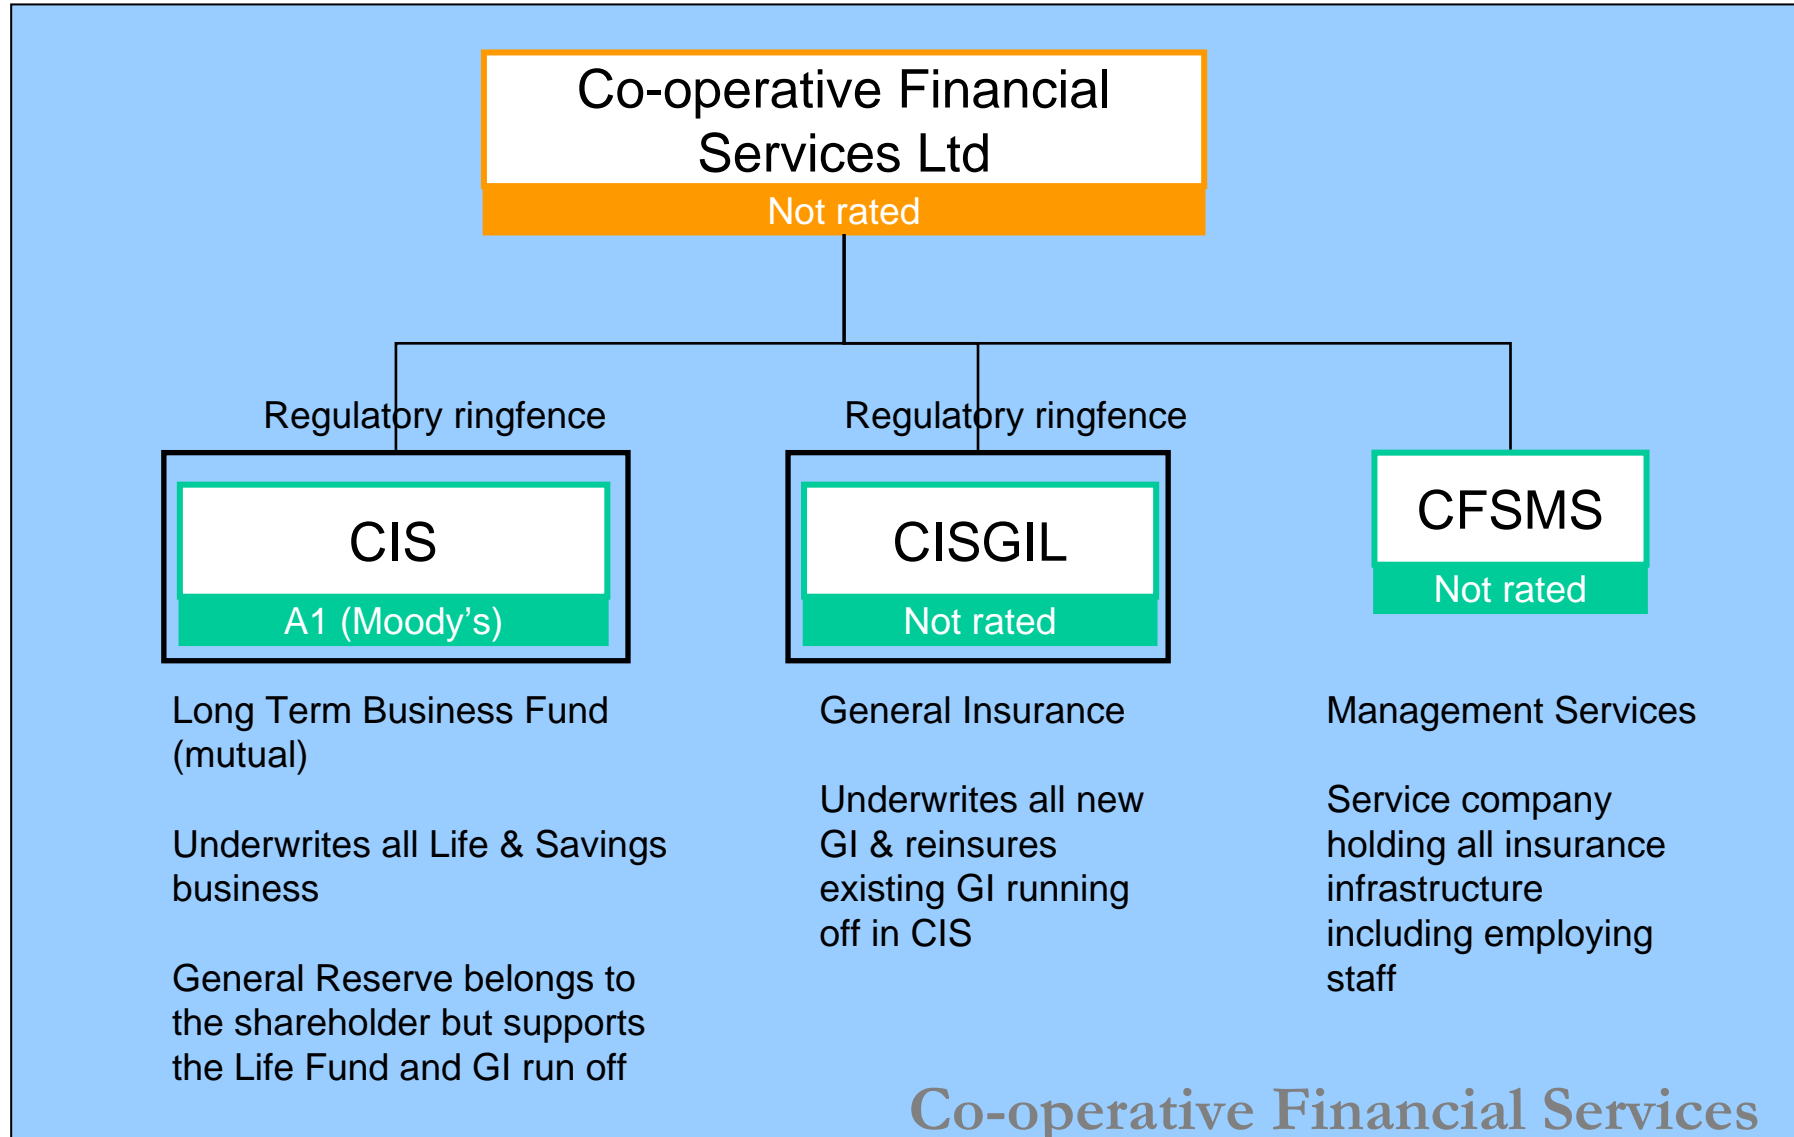 Co-operative Financial
Services Ltd
Not rated
Regulatory ringfence
Regulatory ringfence
CIS
A1 (Moody’s)
CISGIL
Not rated
CFSMS
Not rated
Long Term Business Fund
(mutual)
Underwrites all Life & Savings
business
General Reserve belongs to
the shareholder but supports
the Life Fund and GI run off
General Insurance
Underwrites all new
GI & reinsures
existing GI running
off in CIS
Management Services
Service company
holding all insurance
infrastructure
including employing
staff
Co-operative Financial Services